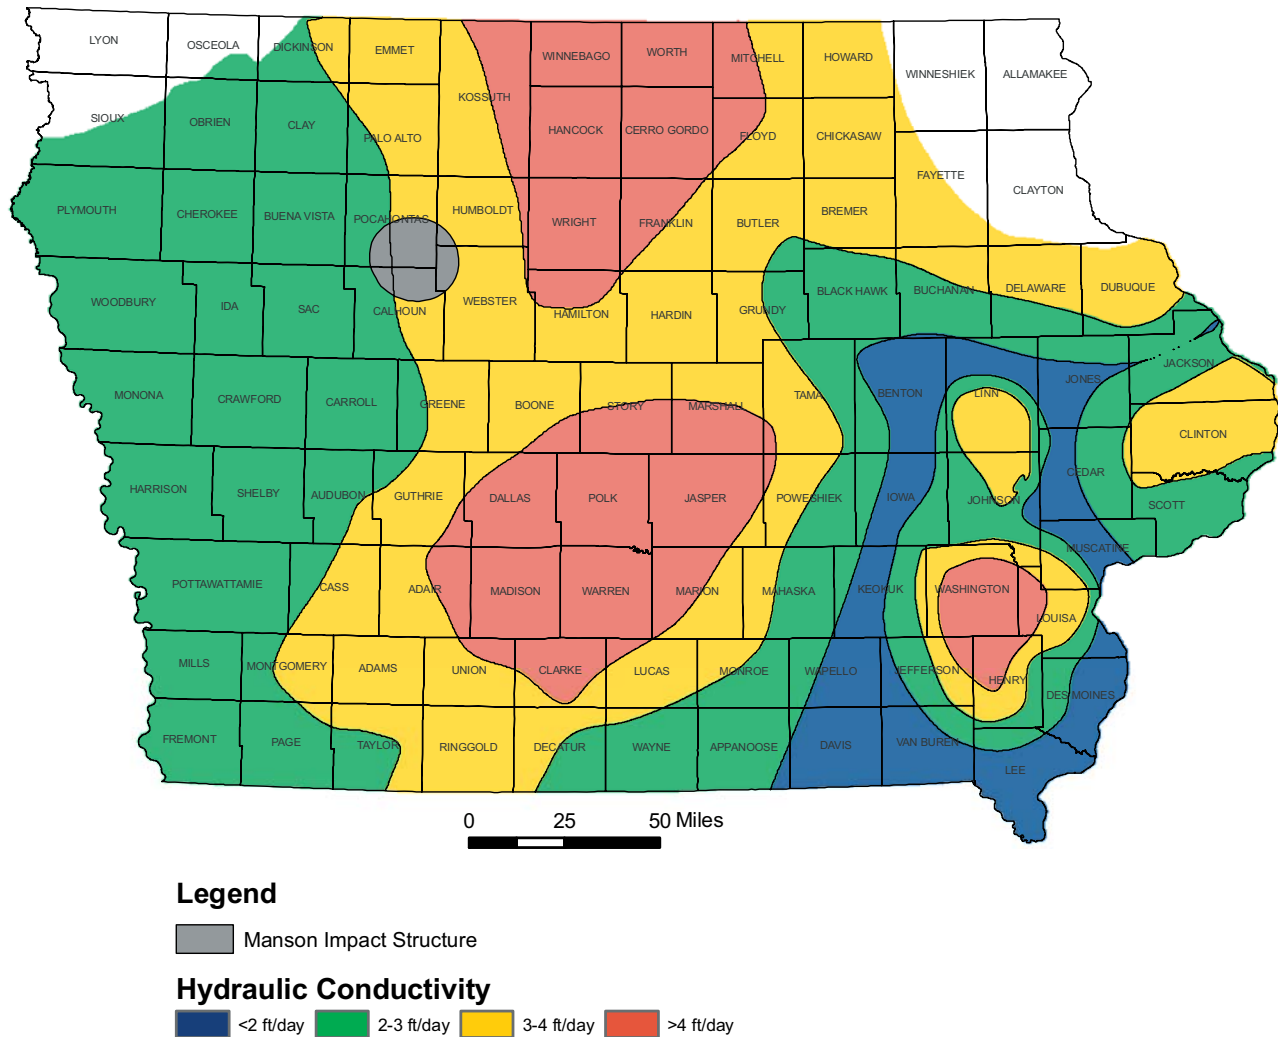 LYON
OSCEOLA
DICKINSON
EMMET
WINNEBAGO
WORTH
MITCHELL
HOWARD
WINNESHIEK
ALLAMAKEE
KOSSUTH
SIOUX
OBRIEN
CLAY
PALO ALTO
HANCOCK
CERRO GORDO
FLOYD
CHICKASAW
FAYETTE
CLAYTON
PLYMOUTH
CHEROKEE
BUENA VISTA
POCAHONTAS
HUMBOLDT
WRIGHT
FRANKLIN
BUTLER
BREMER
WOODBURY
IDA
SAC
CALHOUN
WEBSTER
HAMILTON
HARDIN
GRUNDY
BLACK HAWK
BUCHANAN
DELAWARE
DUBUQUE
MONONA
CRAWFORD
CARROLL
GREENE
BOONE
STORY
MARSHALL
TAMA
BENTON
LINN
JONES
JACKSON
CLINTON
HARRISON
SHELBY
AUDUBON
GUTHRIE
DALLAS
POLK
JASPER
POWESHIEK
IOWA
JOHNSON
CEDAR
SCOTT
MUSCATINE
POTTAWATTAMIE
CASS
ADAIR
MADISON
WARREN
MARION
MAHASKA
KEOKUK
WASHINGTON
LOUISA
MILLS
MONTGOMERY
ADAMS
UNION
CLARKE
LUCAS
MONROE
WAPELLO
JEFFERSON
HENRY
DES MOINES
FREMONT
PAGE
TAYLOR
RINGGOLD
DECATUR
WAYNE
APPANOOSE
DAVIS
VAN BUREN
LEE
0 25 50 Miles
Legend
Manson Impact Structure
Hydraulic Conductivity
<2 ft/day 2-3 ft/day 3-4 ft/day >4 ft/day